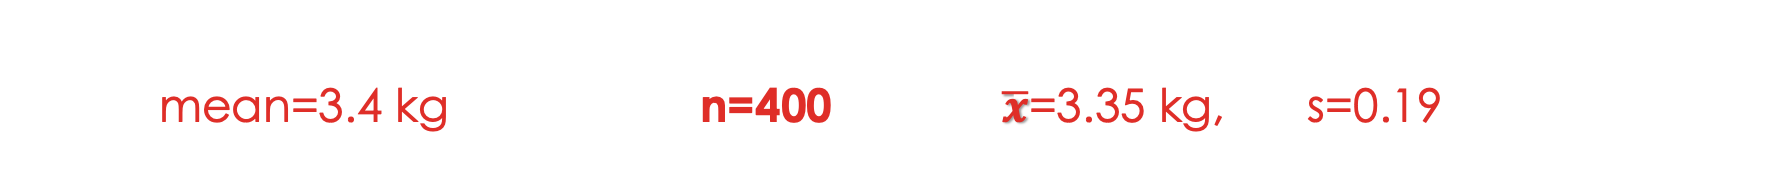 mean=3.4 kg n=400 x̅=3.35 kg, s=0.19